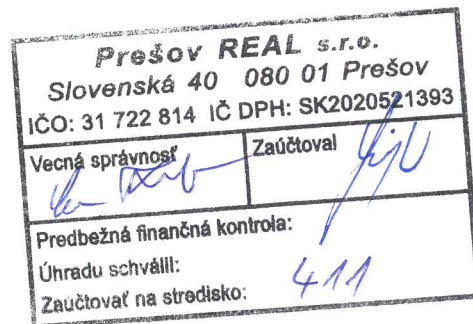 Prešov REAL s.r.o.
Slovenská 40 080 01 Prešov
IČO: 31 722 814 IČ DPH: SK2020521393
Vecná správnosť Zaúčtoval
Predbežná finančná kontrola:
Úhradu schválil:
Zaúčtovať na stredisko: 411